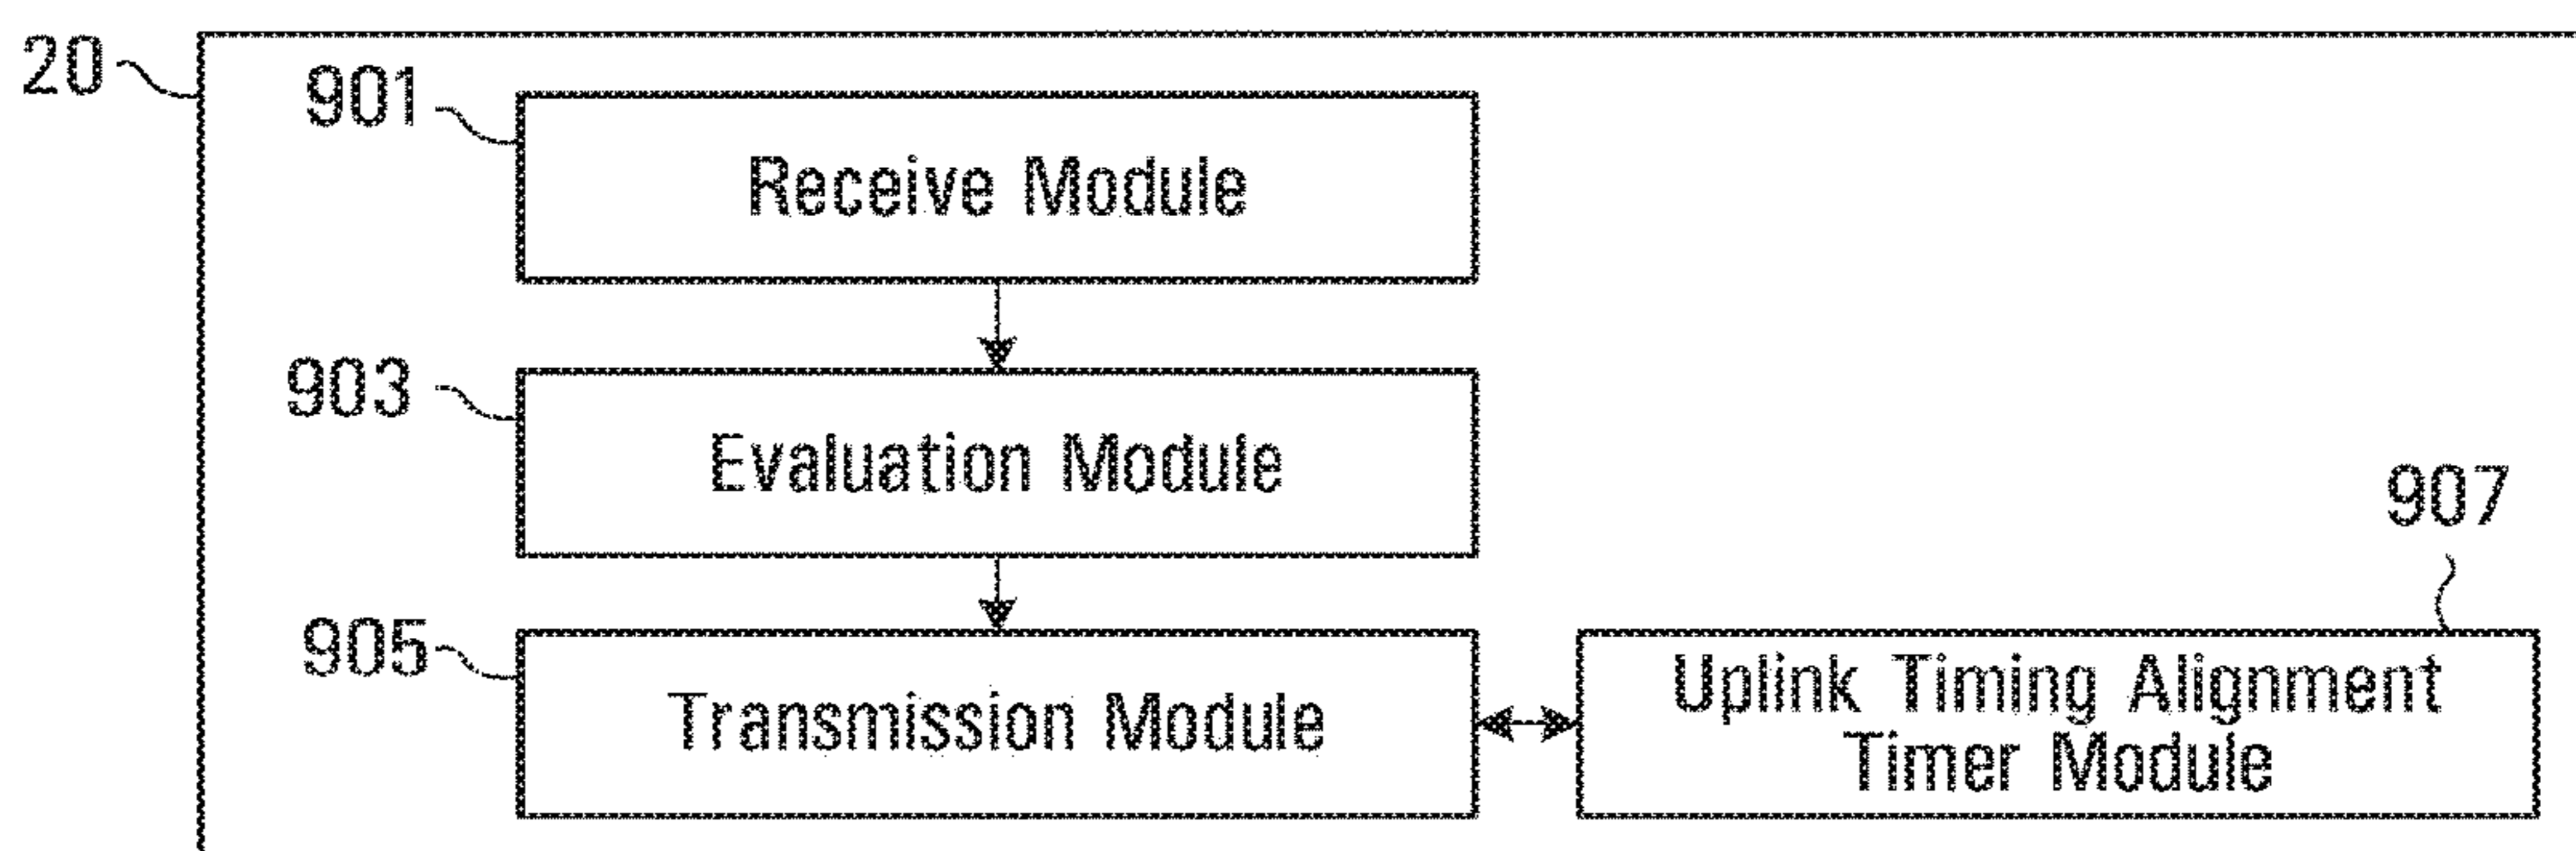 20
901
Receive Module
903
Evaluation Module
907
905
Transmission Module
Uplink Timing Alignment
Timer Module